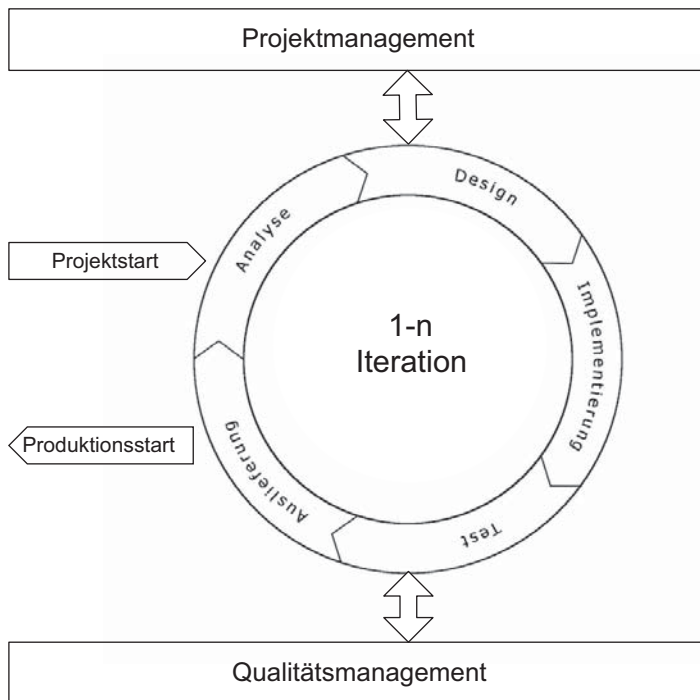 Projektmanagement
Design
Analyse
Projektstart
Implementierung
1-n
Iteration
Produktionsstart
Auslieferung
Test
Qualitätsmanagement